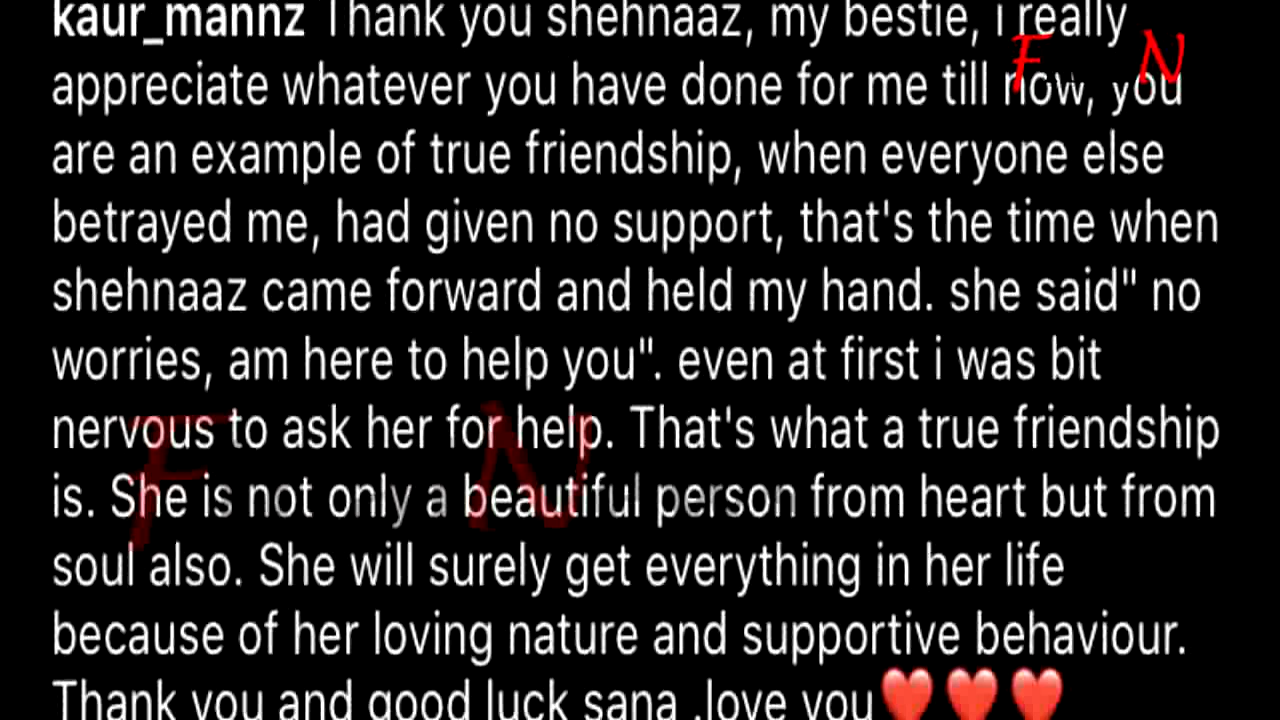 kaur_mannz Thank you shehnaaz, my bestie, i really
appreciate whatever you have done for me till now, you
are an example of true friendship, when everyone else
betrayed me, had given no support, that's the time when
shehnaaz came forward and held my hand. she said" no
worries, am here to help you". even at first i was bit
nervous to ask her for help. That's what a true friendship
is. She is not only a beautiful person from heart but from
soul also. She will surely get everything in her life
because of her loving nature and supportive behaviour.
Thank you and good luck sana .love you❤️❤️❤️
F N
F N